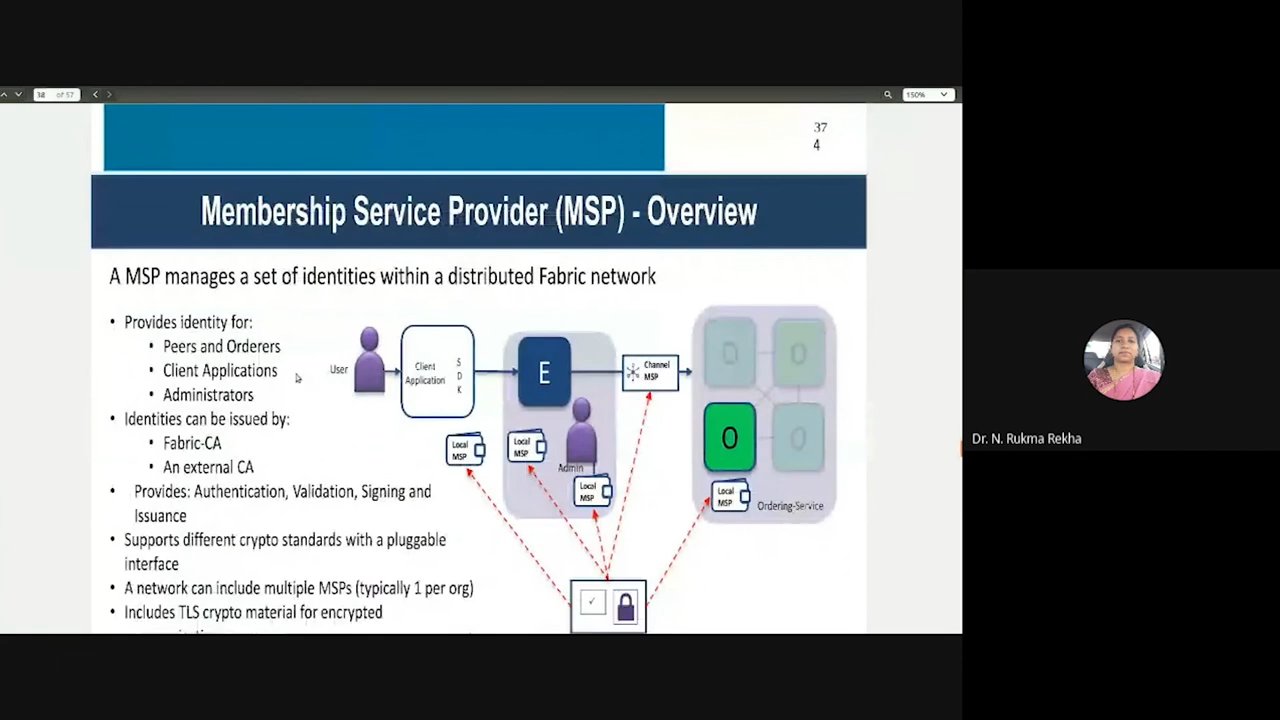 38 of 57
150%
37
4
Membership Service Provider (MSP) - Overview
A MSP manages a set of identities within a distributed Fabric network
• Provides identity for:
• Peers and Orderers
• Client Applications
• Administrators
• Identities can be issued by:
• Fabric-CA
• An external CA
• Provides: Authentication, Validation, Signing and
Issuance
• Supports different crypto standards with a pluggable
interface
• A network can include multiple MSPs (typically 1 per org)
• Includes TLS crypto material for encrypted
User
Client
Application
S
D
K
E
Channel
MSP
O
O
O
O
Local
MSP
Local
MSP
Admin
Local
MSP
Local
MSP
Ordering-Service
Dr. N. Rukma Rekha